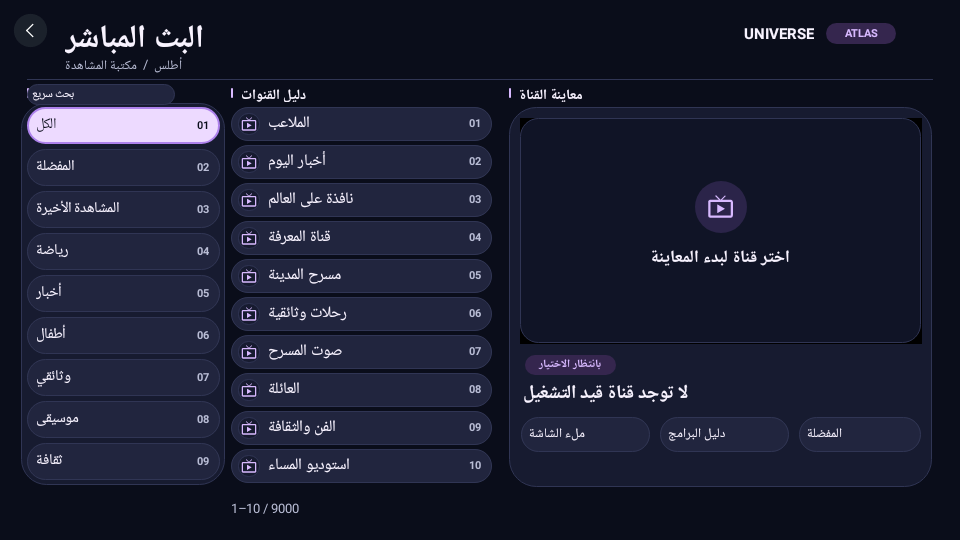 البث المباشر
أطلس / مكتبة المشاهدة
UNIVERSE
ATLAS
بحث سريع
الكل 01
المفضلة 02
المشاهدة الأخيرة 03
رياضة 04
أخبار 05
أطفال 06
وثائقي 07
موسيقى 08
ثقافة 09
دليل القنوات
الملاعب 01
أخبار اليوم 02
نافذة على العالم 03
قناة المعرفة 04
مسرح المدينة 05
رحلات وثائقية 06
صوت المسرح 07
العائلة 08
الفن والثقافة 09
استوديو المساء 10
1–10 / 9000
معاينة القناة
اختر قناة لبدء المعاينة
بانتظار الاختيار
لا توجد قناة قيد التشغيل
ملء الشاشة
دليل البرامج
المفضلة